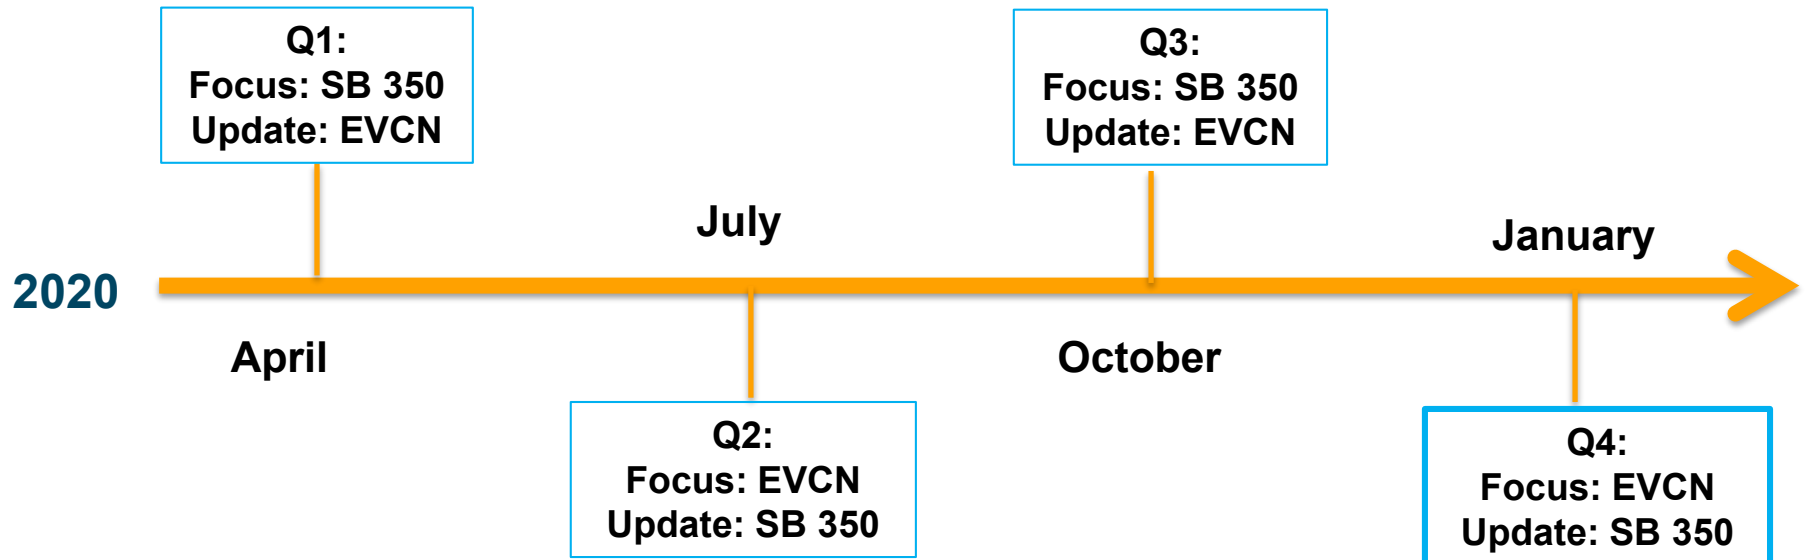 Q1:
Focus: SB 350
Update: EVCN
Q3:
Focus: SB 350
Update: EVCN
July
January
2020
April
October
Q2:
Focus: EVCN
Update: SB 350
Q4:
Focus: EVCN
Update: SB 350